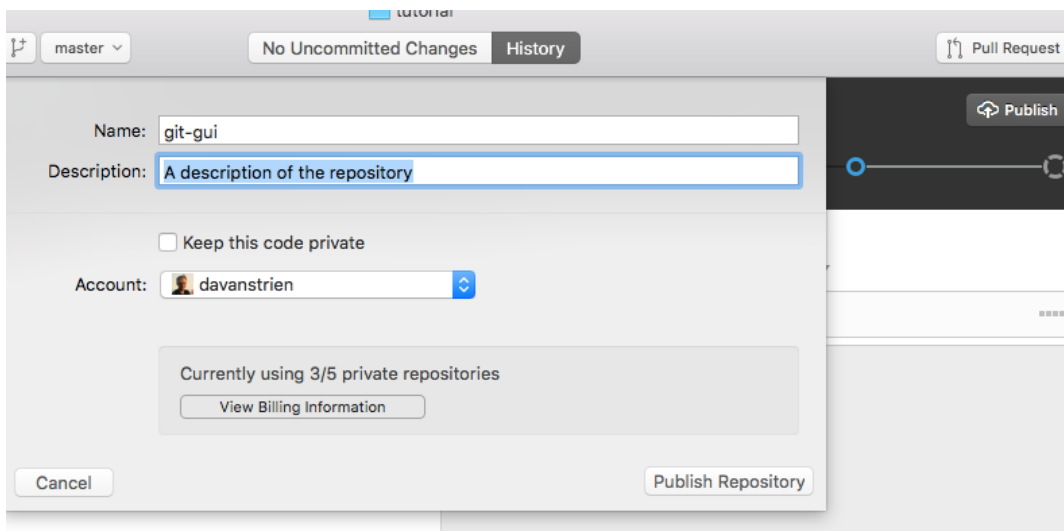 tutorial
master No Uncommitted Changes History Pull Request
Publish
Name: git-gui
Description: A description of the repository
Keep this code private
Account: davanstrien
Currently using 3/5 private repositories
View Billing Information
Cancel Publish Repository